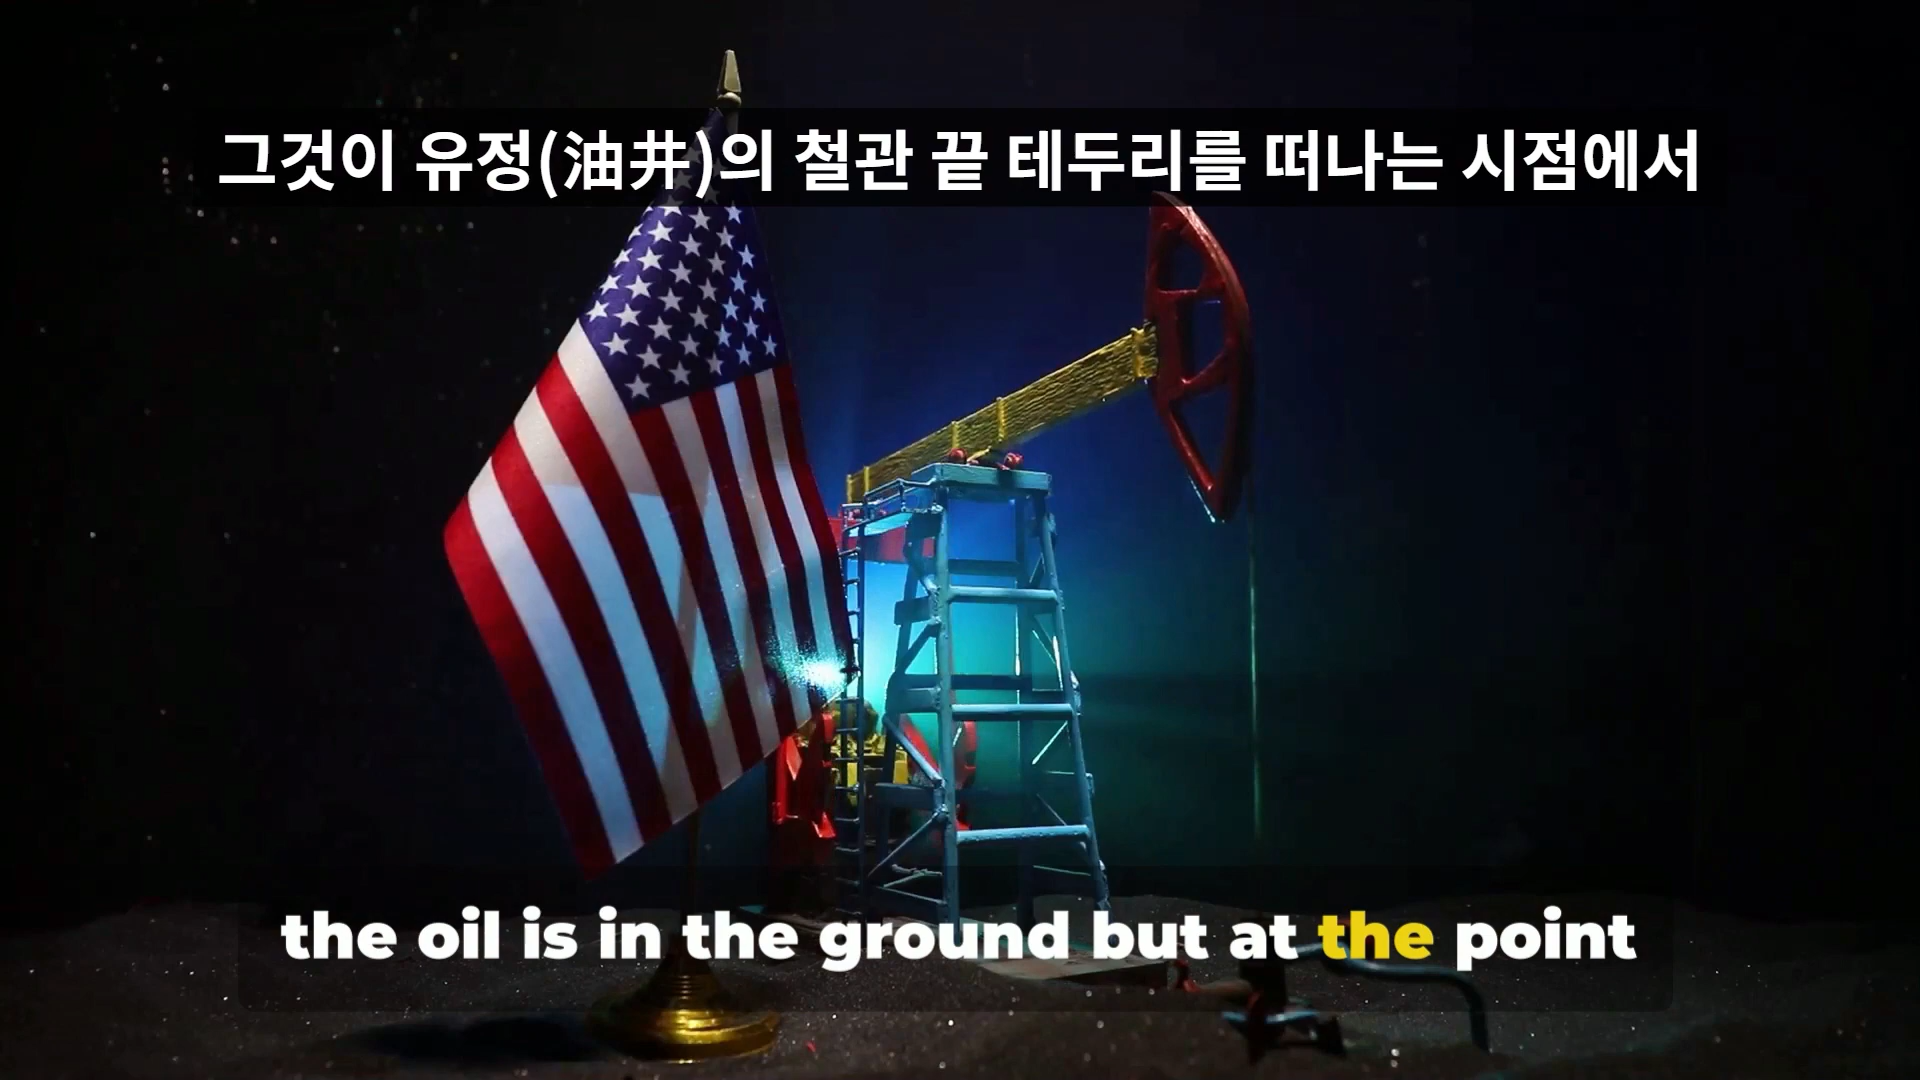 그것이 유정(油井)의 철관 끝 테두리를 떠나는 시점에서
the oil is in the ground but at the point